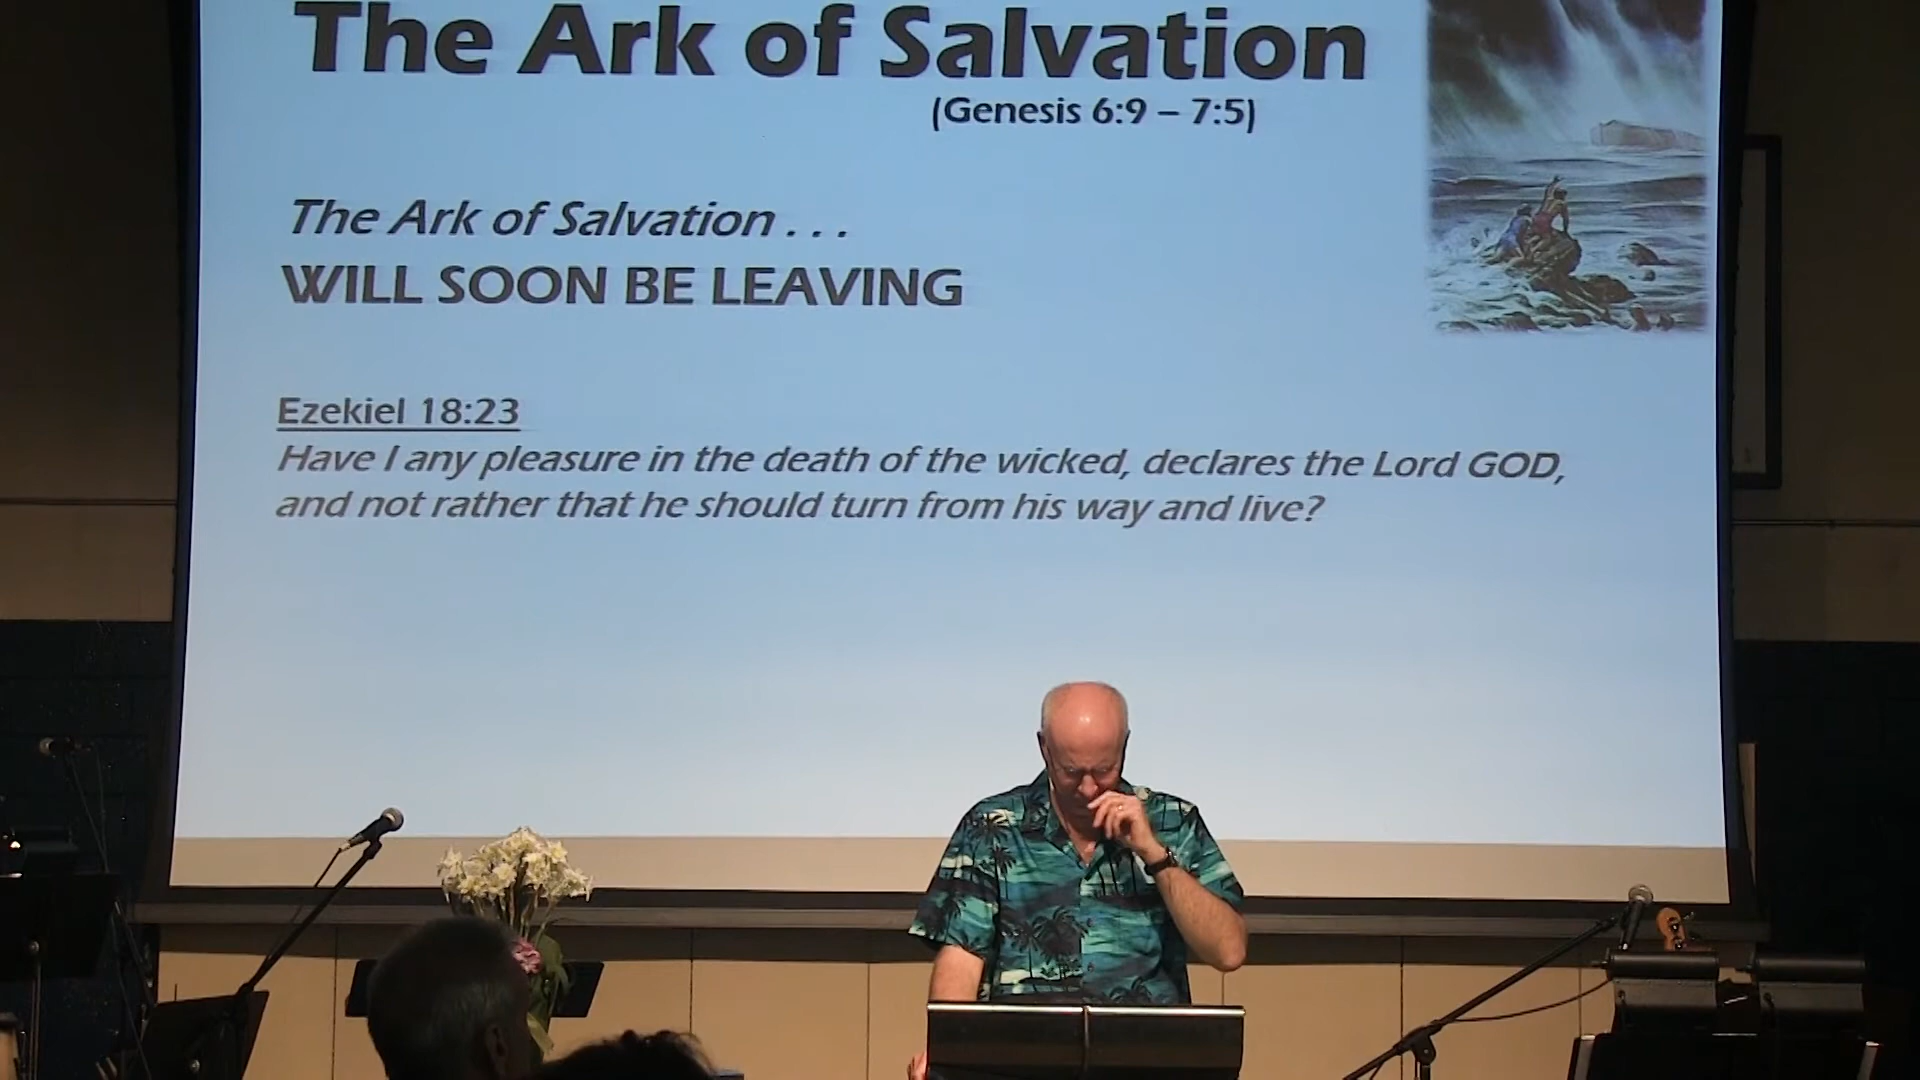 The Ark of Salvation
(Genesis 6:9 – 7:5)
The Ark of Salvation . . .
WILL SOON BE LEAVING
Ezekiel 18:23
Have I any pleasure in the death of the wicked, declares the Lord GOD,
and not rather that he should turn from his way and live?